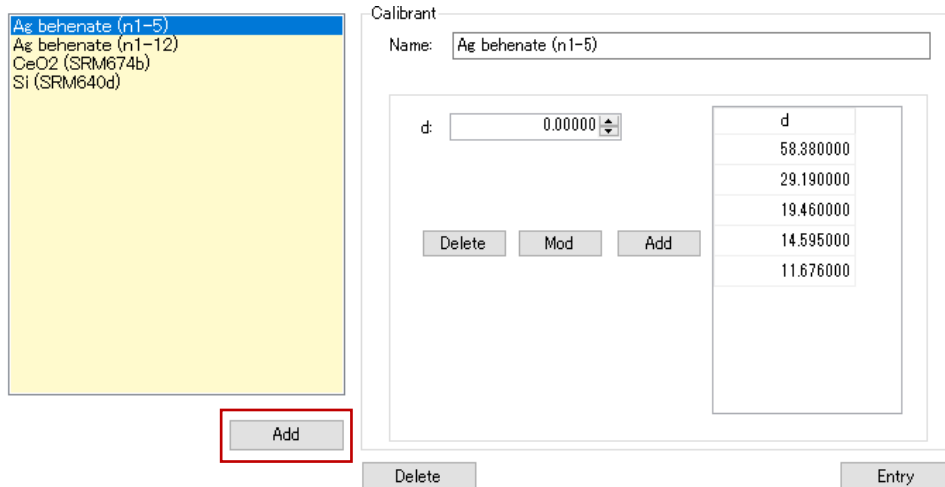 Ag behenate (n1-5)
Ag behenate (n1-12)
CeO2 (SRM674b)
Si (SRM640d)
Add
Calibrant
Name: Ag behenate (n1-5)
d: 0.00000
Delete Mod Add
d
58.380000
29.190000
19.460000
14.595000
11.676000
Delete Entry